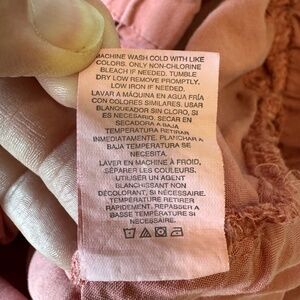 MACHINE WASH COLD WITH LIKE
COLORS. ONLY NON-CHLORINE
BLEACH IF NEEDED. TUMBLE
DRY LOW REMOVE PROMPTLY.
LOW IRON IF NEEDED.
LAVAR A MÁQUINA EN AGUA FRÍA
CON COLORES SIMILARES. USAR
BLANQUEADOR SIN CLORO, SI
ES NECESARIO. SECAR EN
SECADORA A BAJA
TEMPERATURA RETIRAR
INMEDIATAMENTE. PLANCHAR A
BAJA TEMPERATURA SE
NECESITA.
LAVER EN MACHINE À FROID,
SÉPARER LES COULEURS.
UTILISER UN AGENT
BLANCHISSANT NON
DÉCOLORANT, SI NÉCESSAIRE.
TEMPÉRATURE RETIRER
RAPIDEMENT. REPASSER À
BASSE TEMPÉRATURE SI
NÉCESSAIRE.